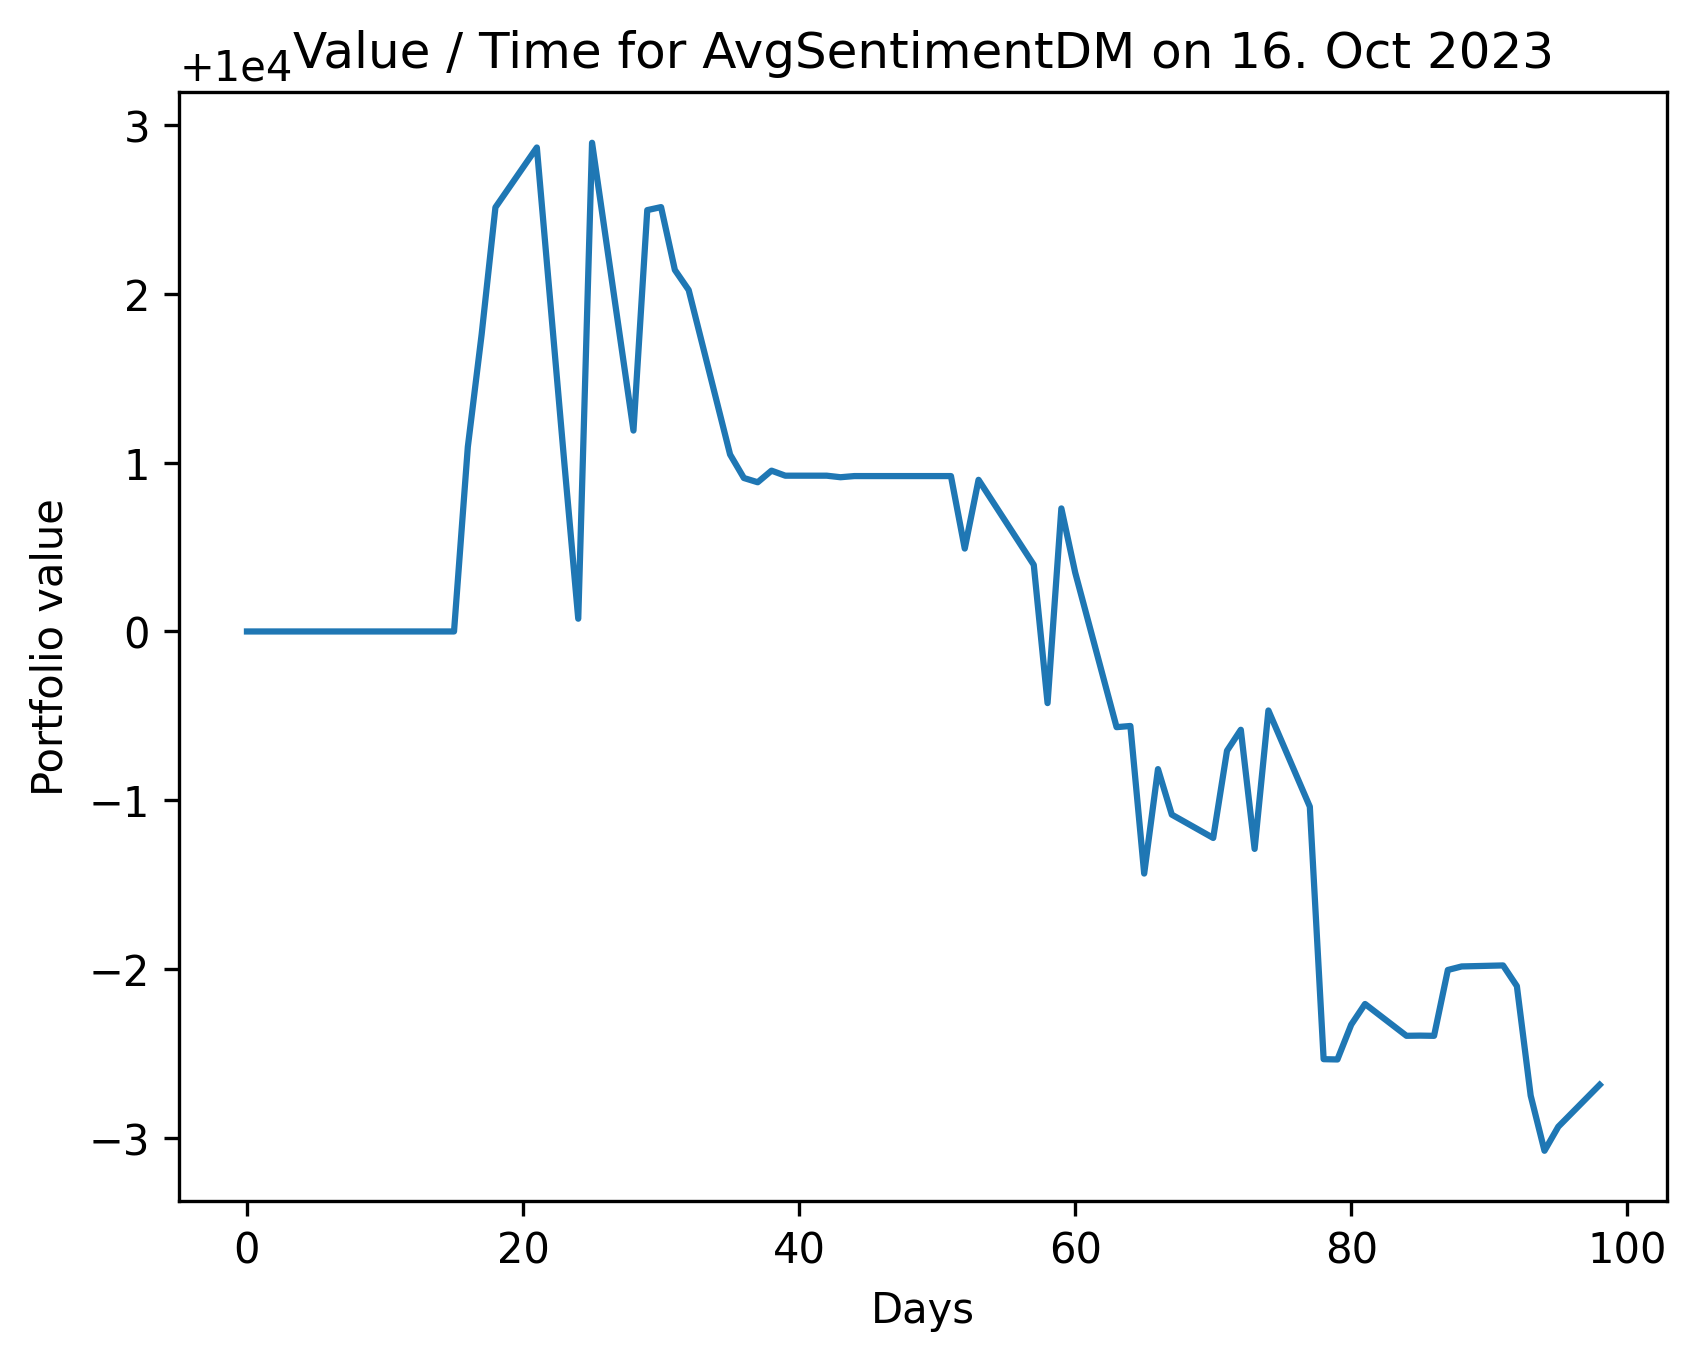 Value / Time for AvgSentimentDM on 16. Oct 2023
+1e4
3
2
1
0
−1
−2
−3
Portfolio value
0 20 40 60 80 100
Days